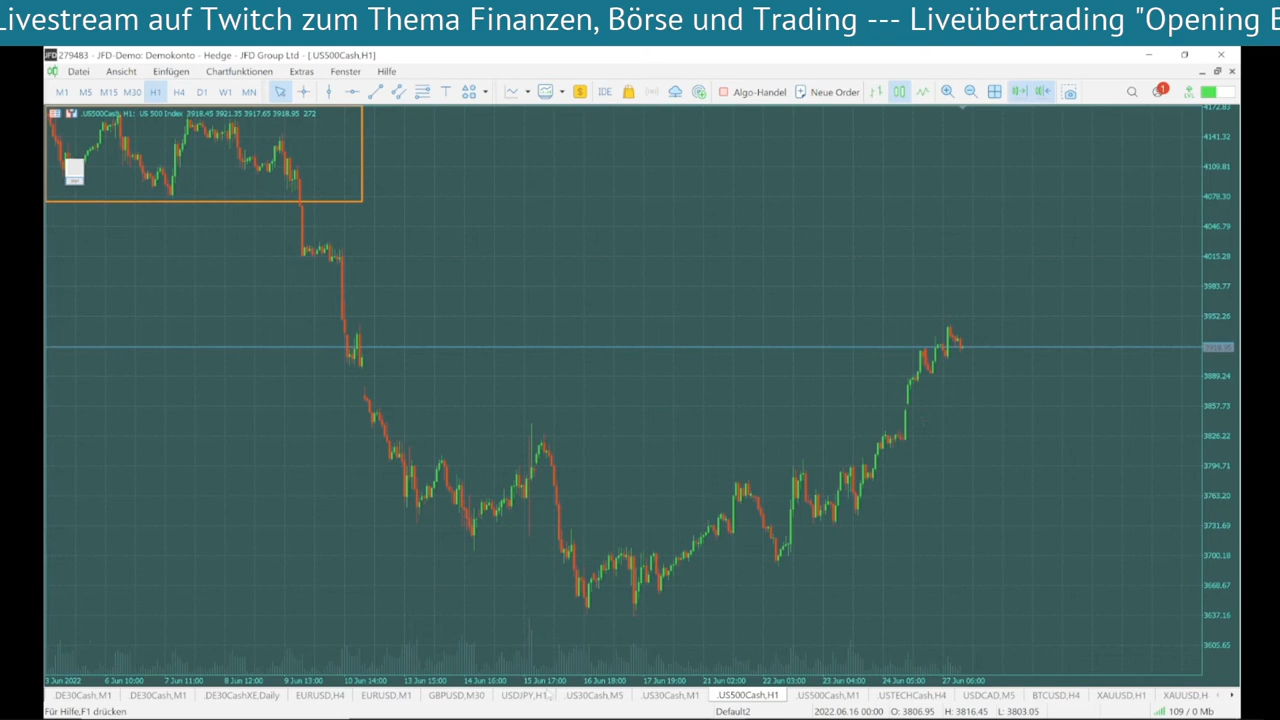 Livestream auf Twitch zum Thema Finanzen, Börse und Trading --- Liveübertrading "Opening
279483 - JFD-Demo: Demokonto - Hedge - JFD Group Ltd - [.US500Cash,H1]
Datei Ansicht Einfügen Chartfunktionen Extras Fenster Hilfe
M1 M5 M15 M30 H1 H4 D1 W1 MN T $ IDE Algo-Handel Neue Order 1
.US500Cash, H1: US 500 Index 3918.45 3921.35 3917.65 3918.95 272
4172.83
4141.32
4109.81
4078.30
4046.79
4015.28
3983.77
3952.26
3918.95
3889.24
3857.73
3826.22
3794.71
3763.20
3731.69
3700.18
3668.67
3637.16
3605.65
3 Jun 2022 6 Jun 10:00 7 Jun 11:00 8 Jun 12:00 9 Jun 13:00 10 Jun 14:00 13 Jun 15:00 14 Jun 16:00 15 Jun 17:00 16 Jun 18:00 17 Jun 19:00 21 Jun 02:00 22 Jun 03:00 23 Jun 04:00 24 Jun 05:00 27 Jun 06:00
.DE30Cash,M1 .DE30Cash,M1 .DE30CashXE,Daily EURUSD,H4 EURUSD,M1 GBPUSD,M30 USDJPY,H1 .US30Cash,M5 .US30Cash,M1 .US500Cash,H1 .US500Cash,M1 .USTECHCash,H4 USDCAD,M5 BTCUSD,H4 XAUUSD,H1 XAUUSD,H
Für Hilfe,F1 drücken Default2 2022.06.16 00:00 O: 3806.95 H: 3816.45 L: 3803.05 109 / 0 Mb